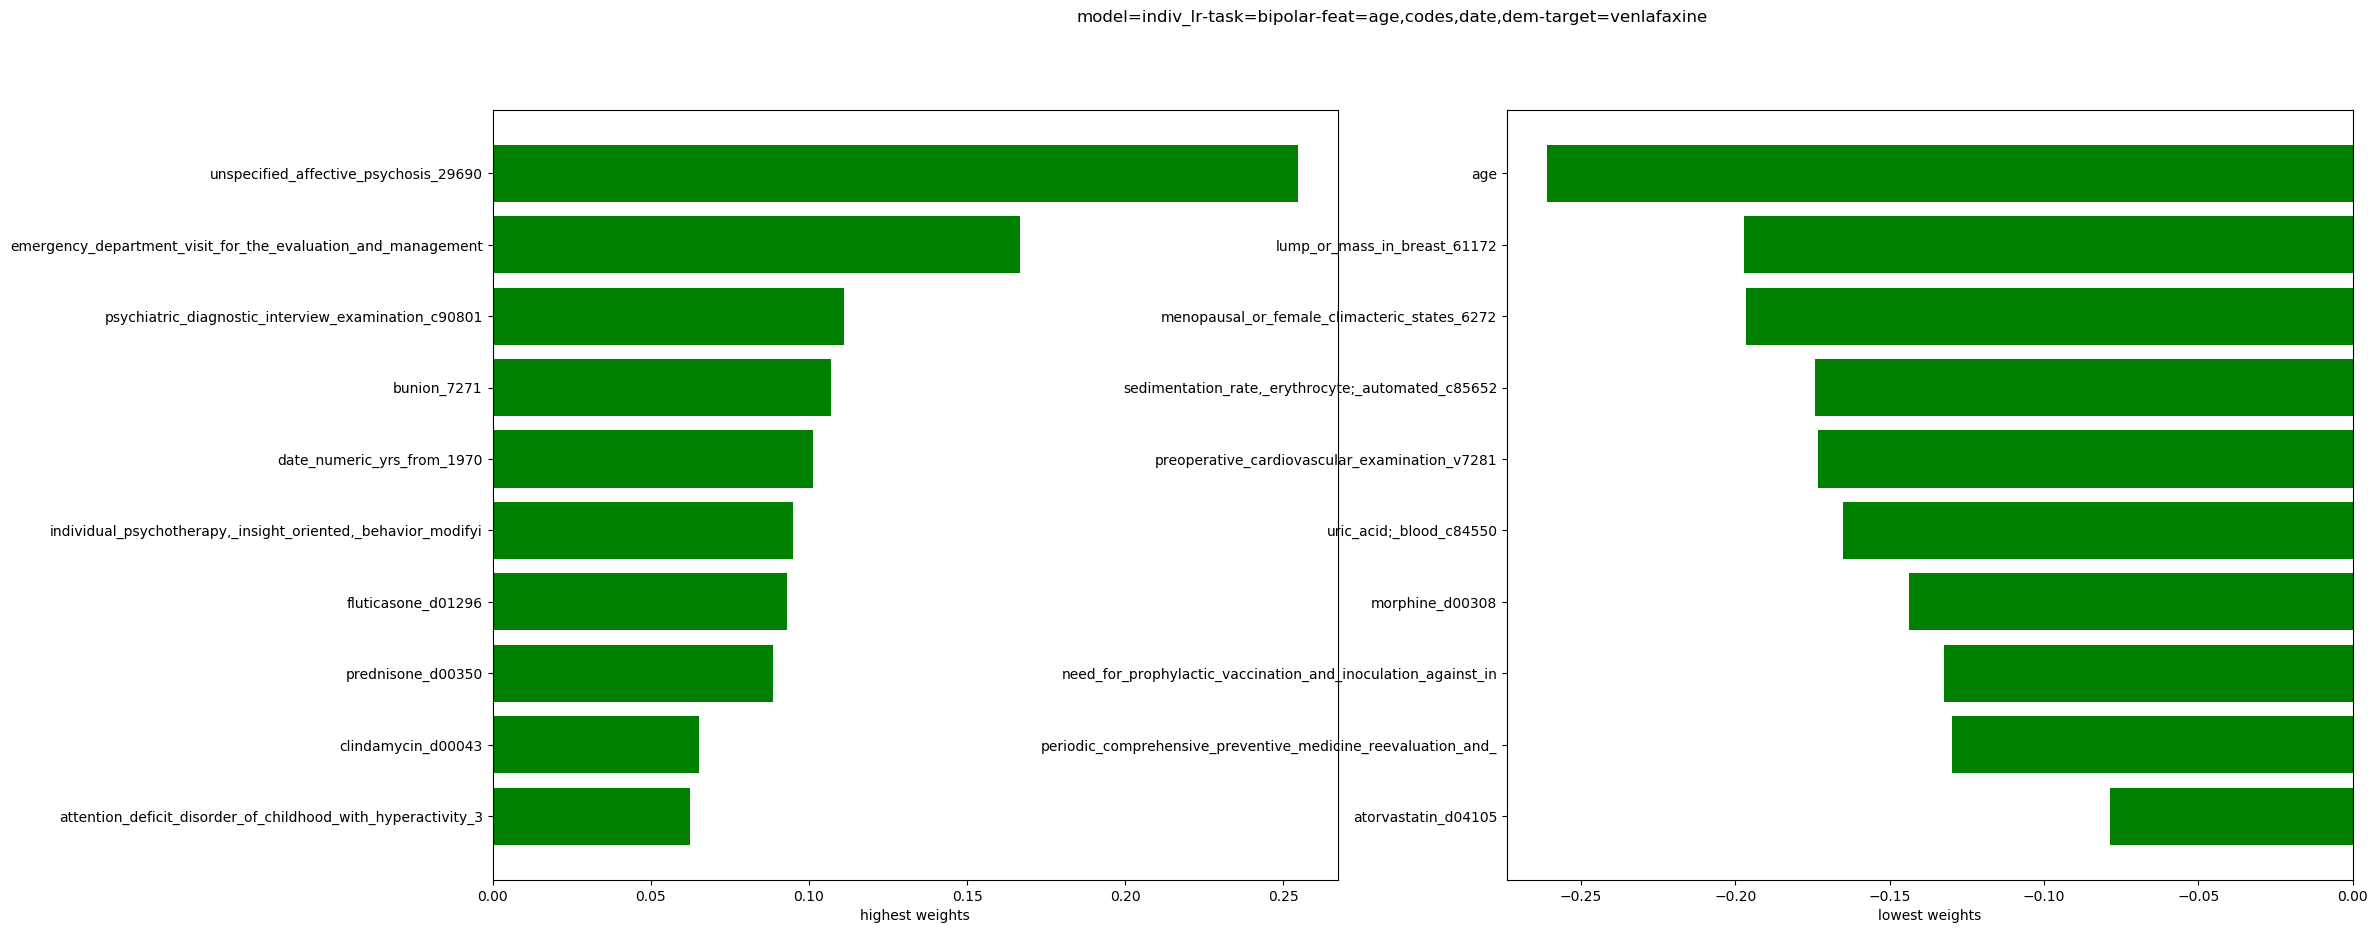 model=indiv_lr-task=bipolar-feat=age,codes,date,dem-target=venlafaxine
unspecified_affective_psychosis_29690
emergency_department_visit_for_the_evaluation_and_management
psychiatric_diagnostic_interview_examination_c90801
bunion_7271
date_numeric_yrs_from_1970
individual_psychotherapy,_insight_oriented,_behavior_modifyi
fluticasone_d01296
prednisone_d00350
clindamycin_d00043
attention_deficit_disorder_of_childhood_with_hyperactivity_3
0.00 0.05 0.10 0.15 0.20 0.25
highest weights
age
lump_or_mass_in_breast_61172
menopausal_or_female_climacteric_states_6272
sedimentation_rate,_erythrocyte;_automated_c85652
preoperative_cardiovascular_examination_v7281
uric_acid;_blood_c84550
morphine_d00308
need_for_prophylactic_vaccination_and_inoculation_against_in
periodic_comprehensive_preventive_medicine_reevaluation_and_
atorvastatin_d04105
−0.25 −0.20 −0.15 −0.10 −0.05 0.00
lowest weights